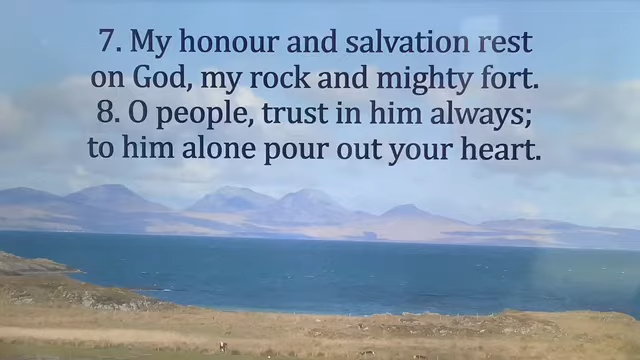 7. My honour and salvation rest
on God, my rock and mighty fort.
8. O people, trust in him always;
to him alone pour out your heart.